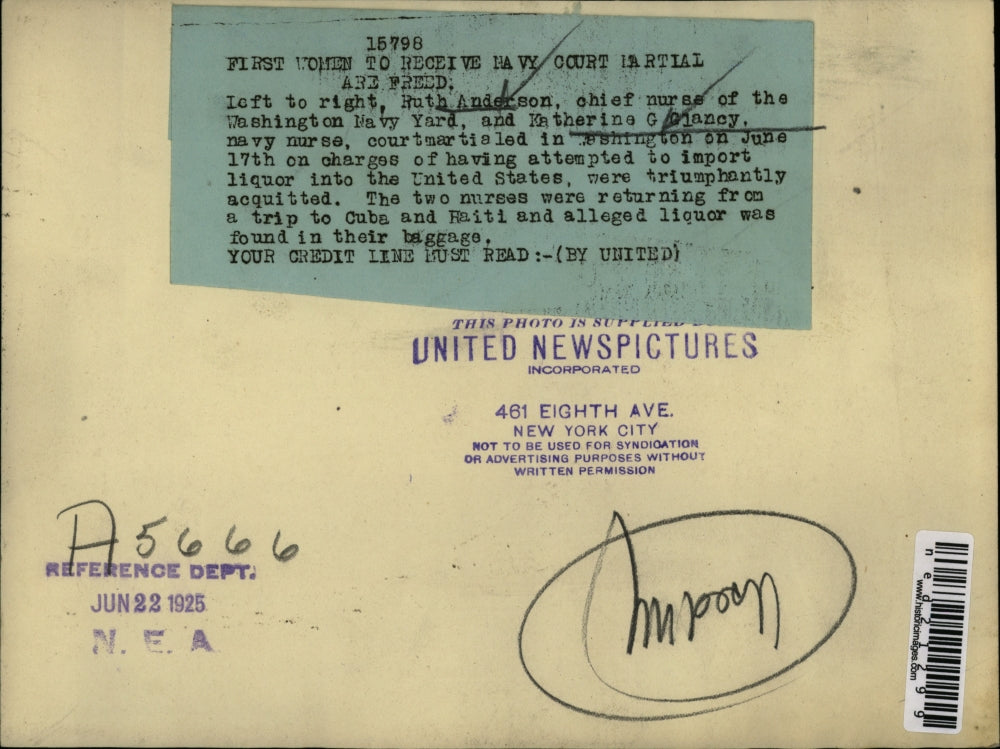 15798
FIRST WOMEN TO RECEIVE NAVY COURT MARTIAL
ARE FREED.
Left to right, Ruth Anderson, chief nurse of the
Washington Navy Yard, and Katherine G Glancy,
navy nurse, courtmartialed in Washington on June
17th on charges of having attempted to import
liquor into the United States, were triumphantly
acquitted. The two nurses were returning from
a trip to Cuba and Haiti and alleged liquor was
found in their baggage.
YOUR CREDIT LINE MUST READ:-(BY UNITED)
THIS PHOTO IS SUPPLIED
UNITED NEWSPICTURES
INCORPORATED
461 EIGHTH AVE.
NEW YORK CITY
NOT TO BE USED FOR SYNDICATION
OR ADVERTISING PURPOSES WITHOUT
WRITTEN PERMISSION
A5666
REFERENCE DEPT.
JUN 22 1925
N. E. A
www.historicimages.com
ned21299